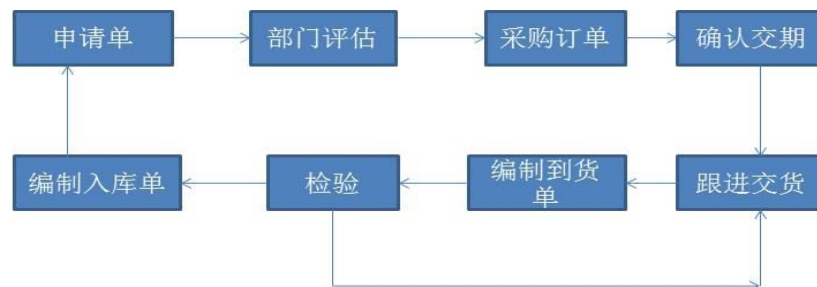 申请单
部门评估
采购订单
确认交期
编制入库单
检验
编制到货
单
跟进交货